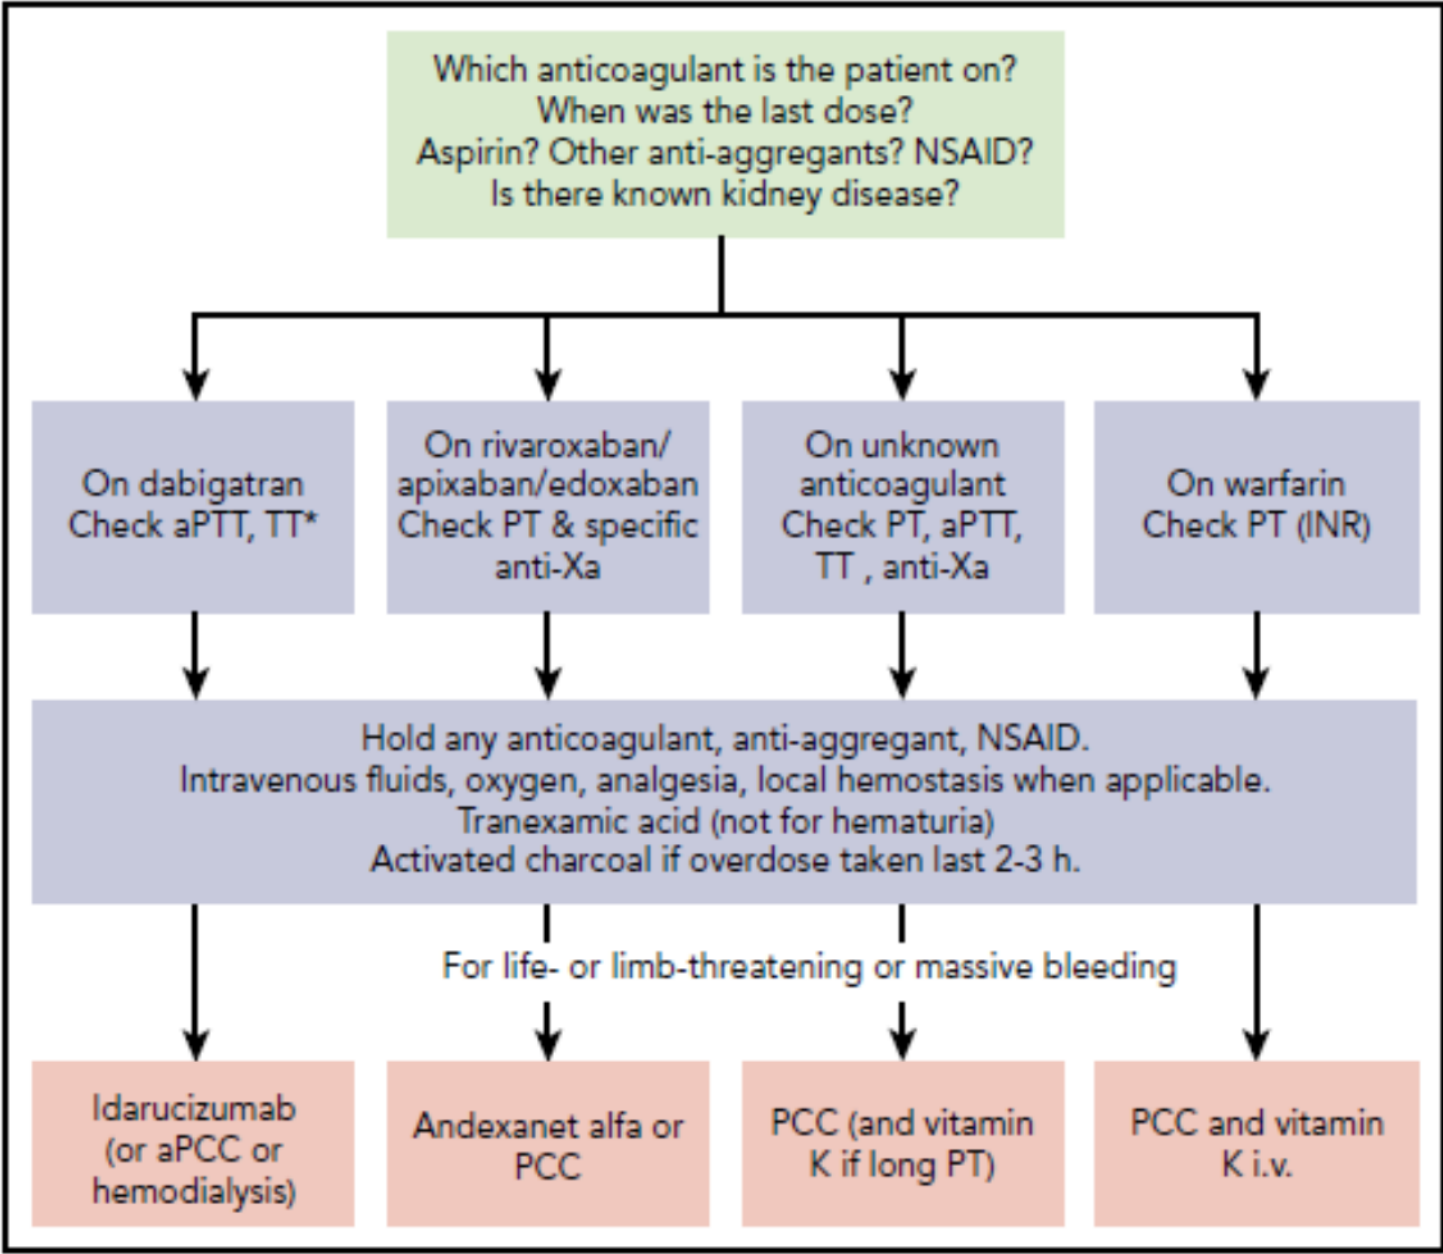 Which anticoagulant is the patient on?
When was the last dose?
Aspirin? Other anti-aggregants? NSAID?
Is there known kidney disease?
On dabigatran
Check aPTT, TT*
On rivaroxaban/
apixaban/edoxaban
Check PT & specific
anti-Xa
On unknown
anticoagulant
Check PT, aPTT,
TT , anti-Xa
On warfarin
Check PT (INR)
Hold any anticoagulant, anti-aggregant, NSAID.
Intravenous fluids, oxygen, analgesia, local hemostasis when applicable.
Tranexamic acid (not for hematuria)
Activated charcoal if overdose taken last 2-3 h.
For life- or limb-threatening or massive bleeding
Idarucizumab
(or aPCC or
hemodialysis)
Andexanet alfa or
PCC
PCC (and vitamin
K if long PT)
PCC and vitamin
K i.v.